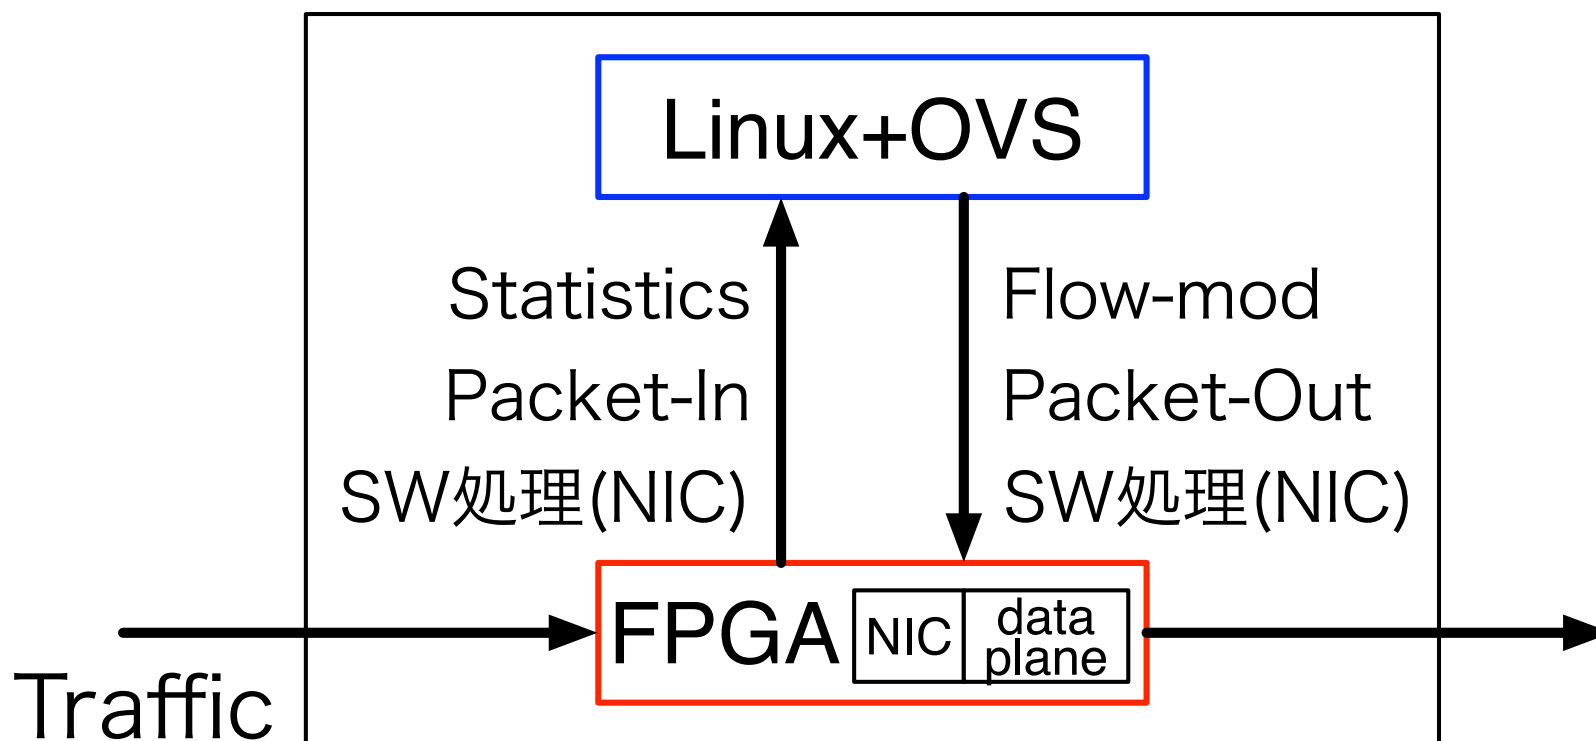 Linux+OVS
Statistics
Packet-In
SW処理(NIC)
Flow-mod
Packet-Out
SW処理(NIC)
FPGA
NIC
data
plane
Traffic